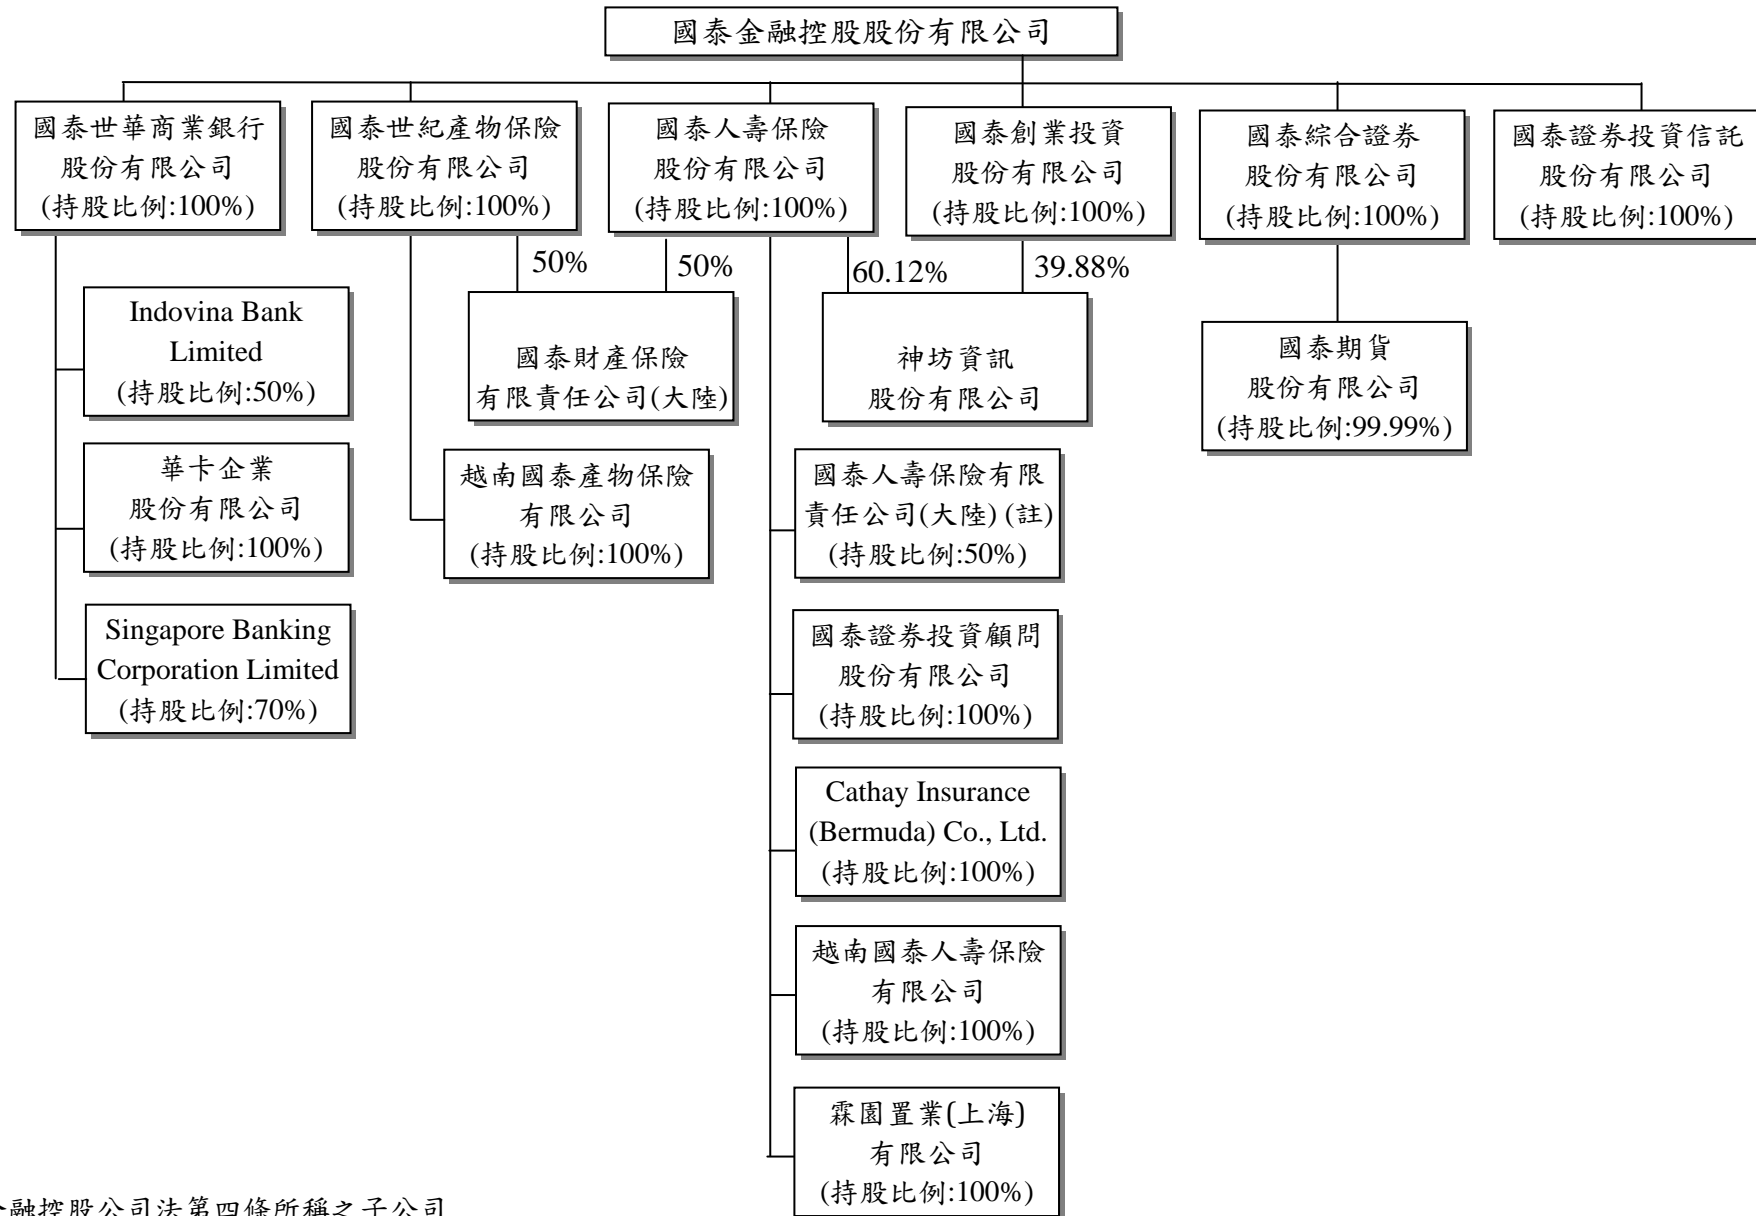 國泰金融控股股份有限公司
國泰世華商業銀行
股份有限公司
(持股比例:100%)
國泰世紀產物保險
股份有限公司
(持股比例:100%)
國泰人壽保險
股份有限公司
(持股比例:100%)
國泰創業投資
股份有限公司
(持股比例:100%)
國泰綜合證券
股份有限公司
(持股比例:100%)
國泰證券投資信託
股份有限公司
(持股比例:100%)
50%
50%
60.12%
39.88%
Indovina Bank
Limited
(持股比例:50%)
國泰財產保險
有限責任公司(大陸)
神坊資訊
股份有限公司
國泰期貨
股份有限公司
(持股比例:99.99%)
華卡企業
股份有限公司
(持股比例:100%)
越南國泰產物保險
有限公司
(持股比例:100%)
國泰人壽保險有限
責任公司(大陸) (註)
(持股比例:50%)
Singapore Banking
Corporation Limited
(持股比例:70%)
國泰證券投資顧問
股份有限公司
(持股比例:100%)
Cathay Insurance
(Bermuda) Co., Ltd.
(持股比例:100%)
越南國泰人壽保險
有限公司
(持股比例:100%)
霖園置業(上海)
有限公司
(持股比例:100%)
金融控股公司法第四條所稱之子公司